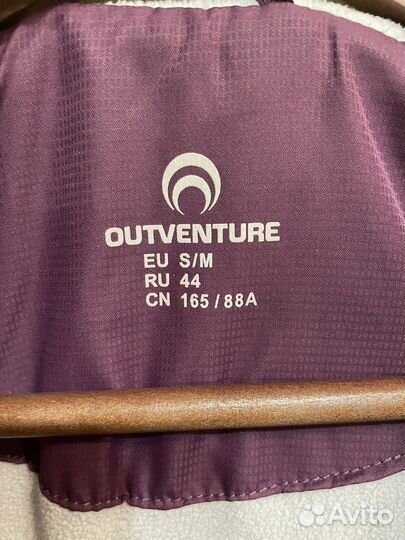 OUTVENTURE
EU S/M
RU 44
CN 165 / 88A
Avito